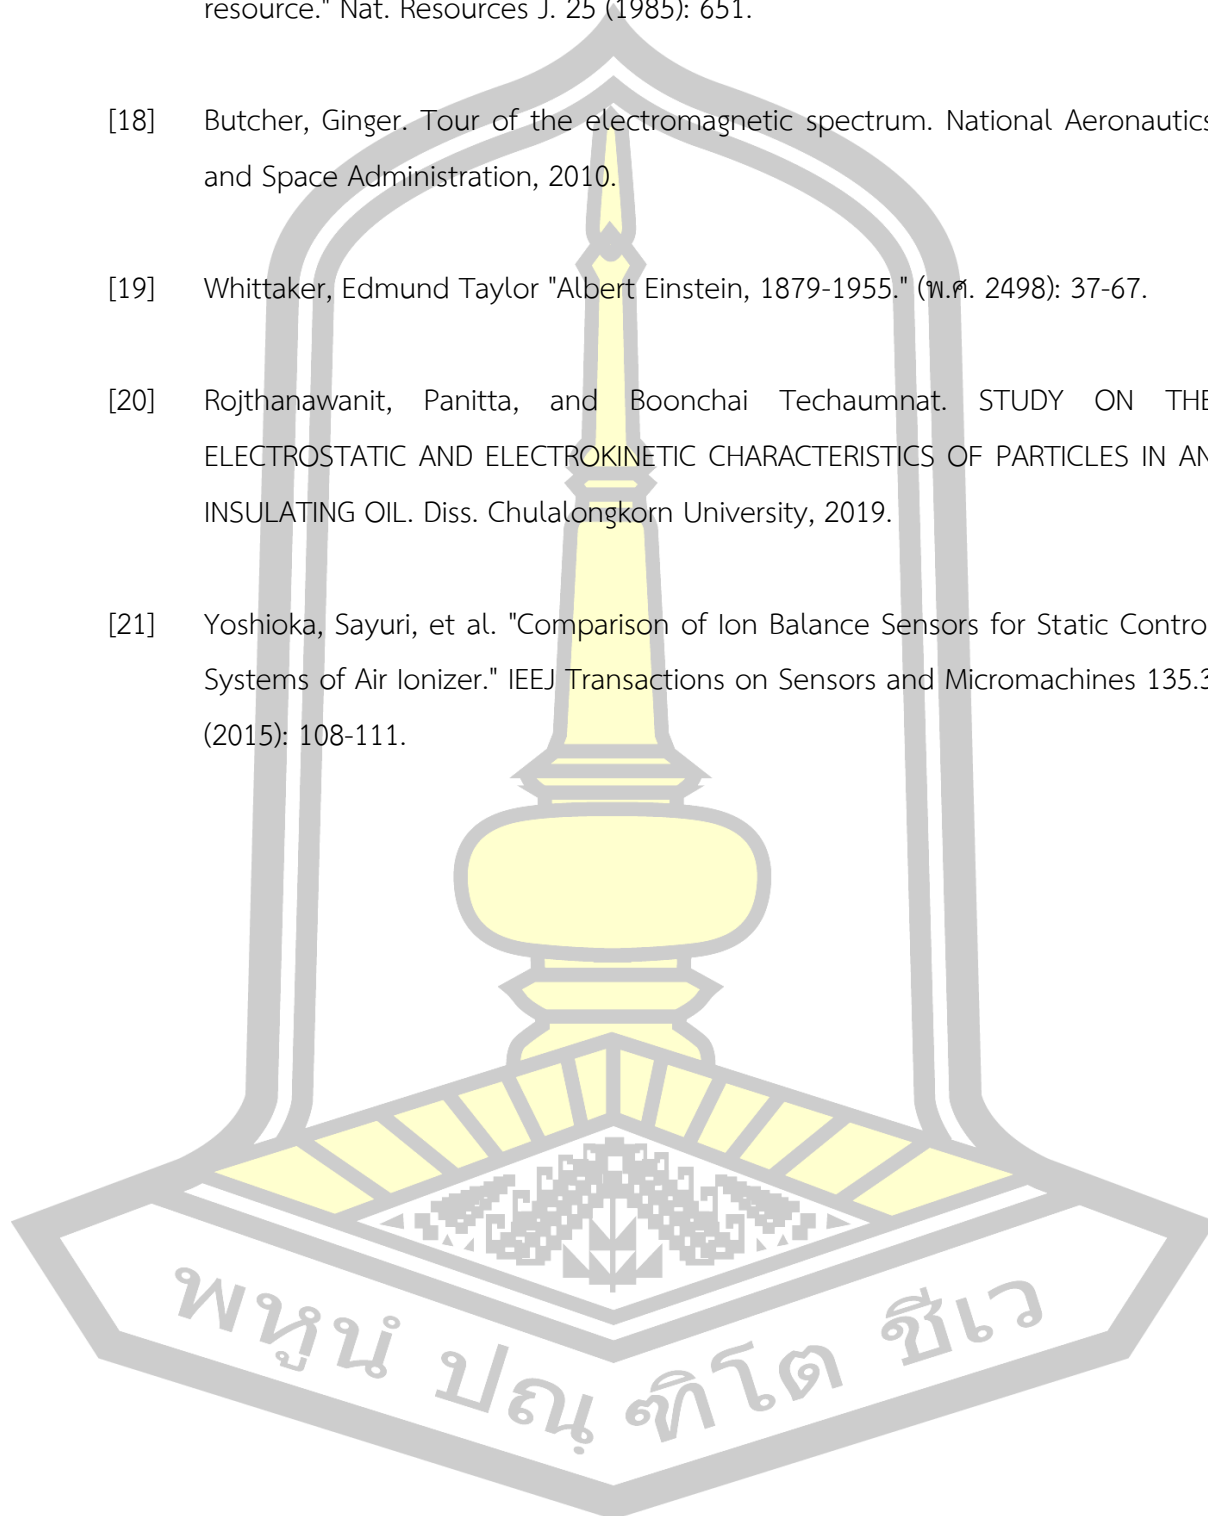 resource." Nat. Resources J. 25 (1985): 651.
[18] Butcher, Ginger. Tour of the electromagnetic spectrum. National Aeronautics
and Space Administration, 2010.
[19] Whittaker, Edmund Taylor "Albert Einstein, 1879-1955." (พ.ศ. 2498): 37-67.
[20] Rojthanawanit, Panitta, and Boonchai Techaumnat. STUDY ON THE
ELECTROSTATIC AND ELECTROKINETIC CHARACTERISTICS OF PARTICLES IN AN
INSULATING OIL. Diss. Chulalongkorn University, 2019.
[21] Yoshioka, Sayuri, et al. "Comparison of Ion Balance Sensors for Static Control
Systems of Air Ionizer." IEEJ Transactions on Sensors and Micromachines 135.3
(2015): 108-111.
พหูนํ ปณฺฑิโต ชีเว